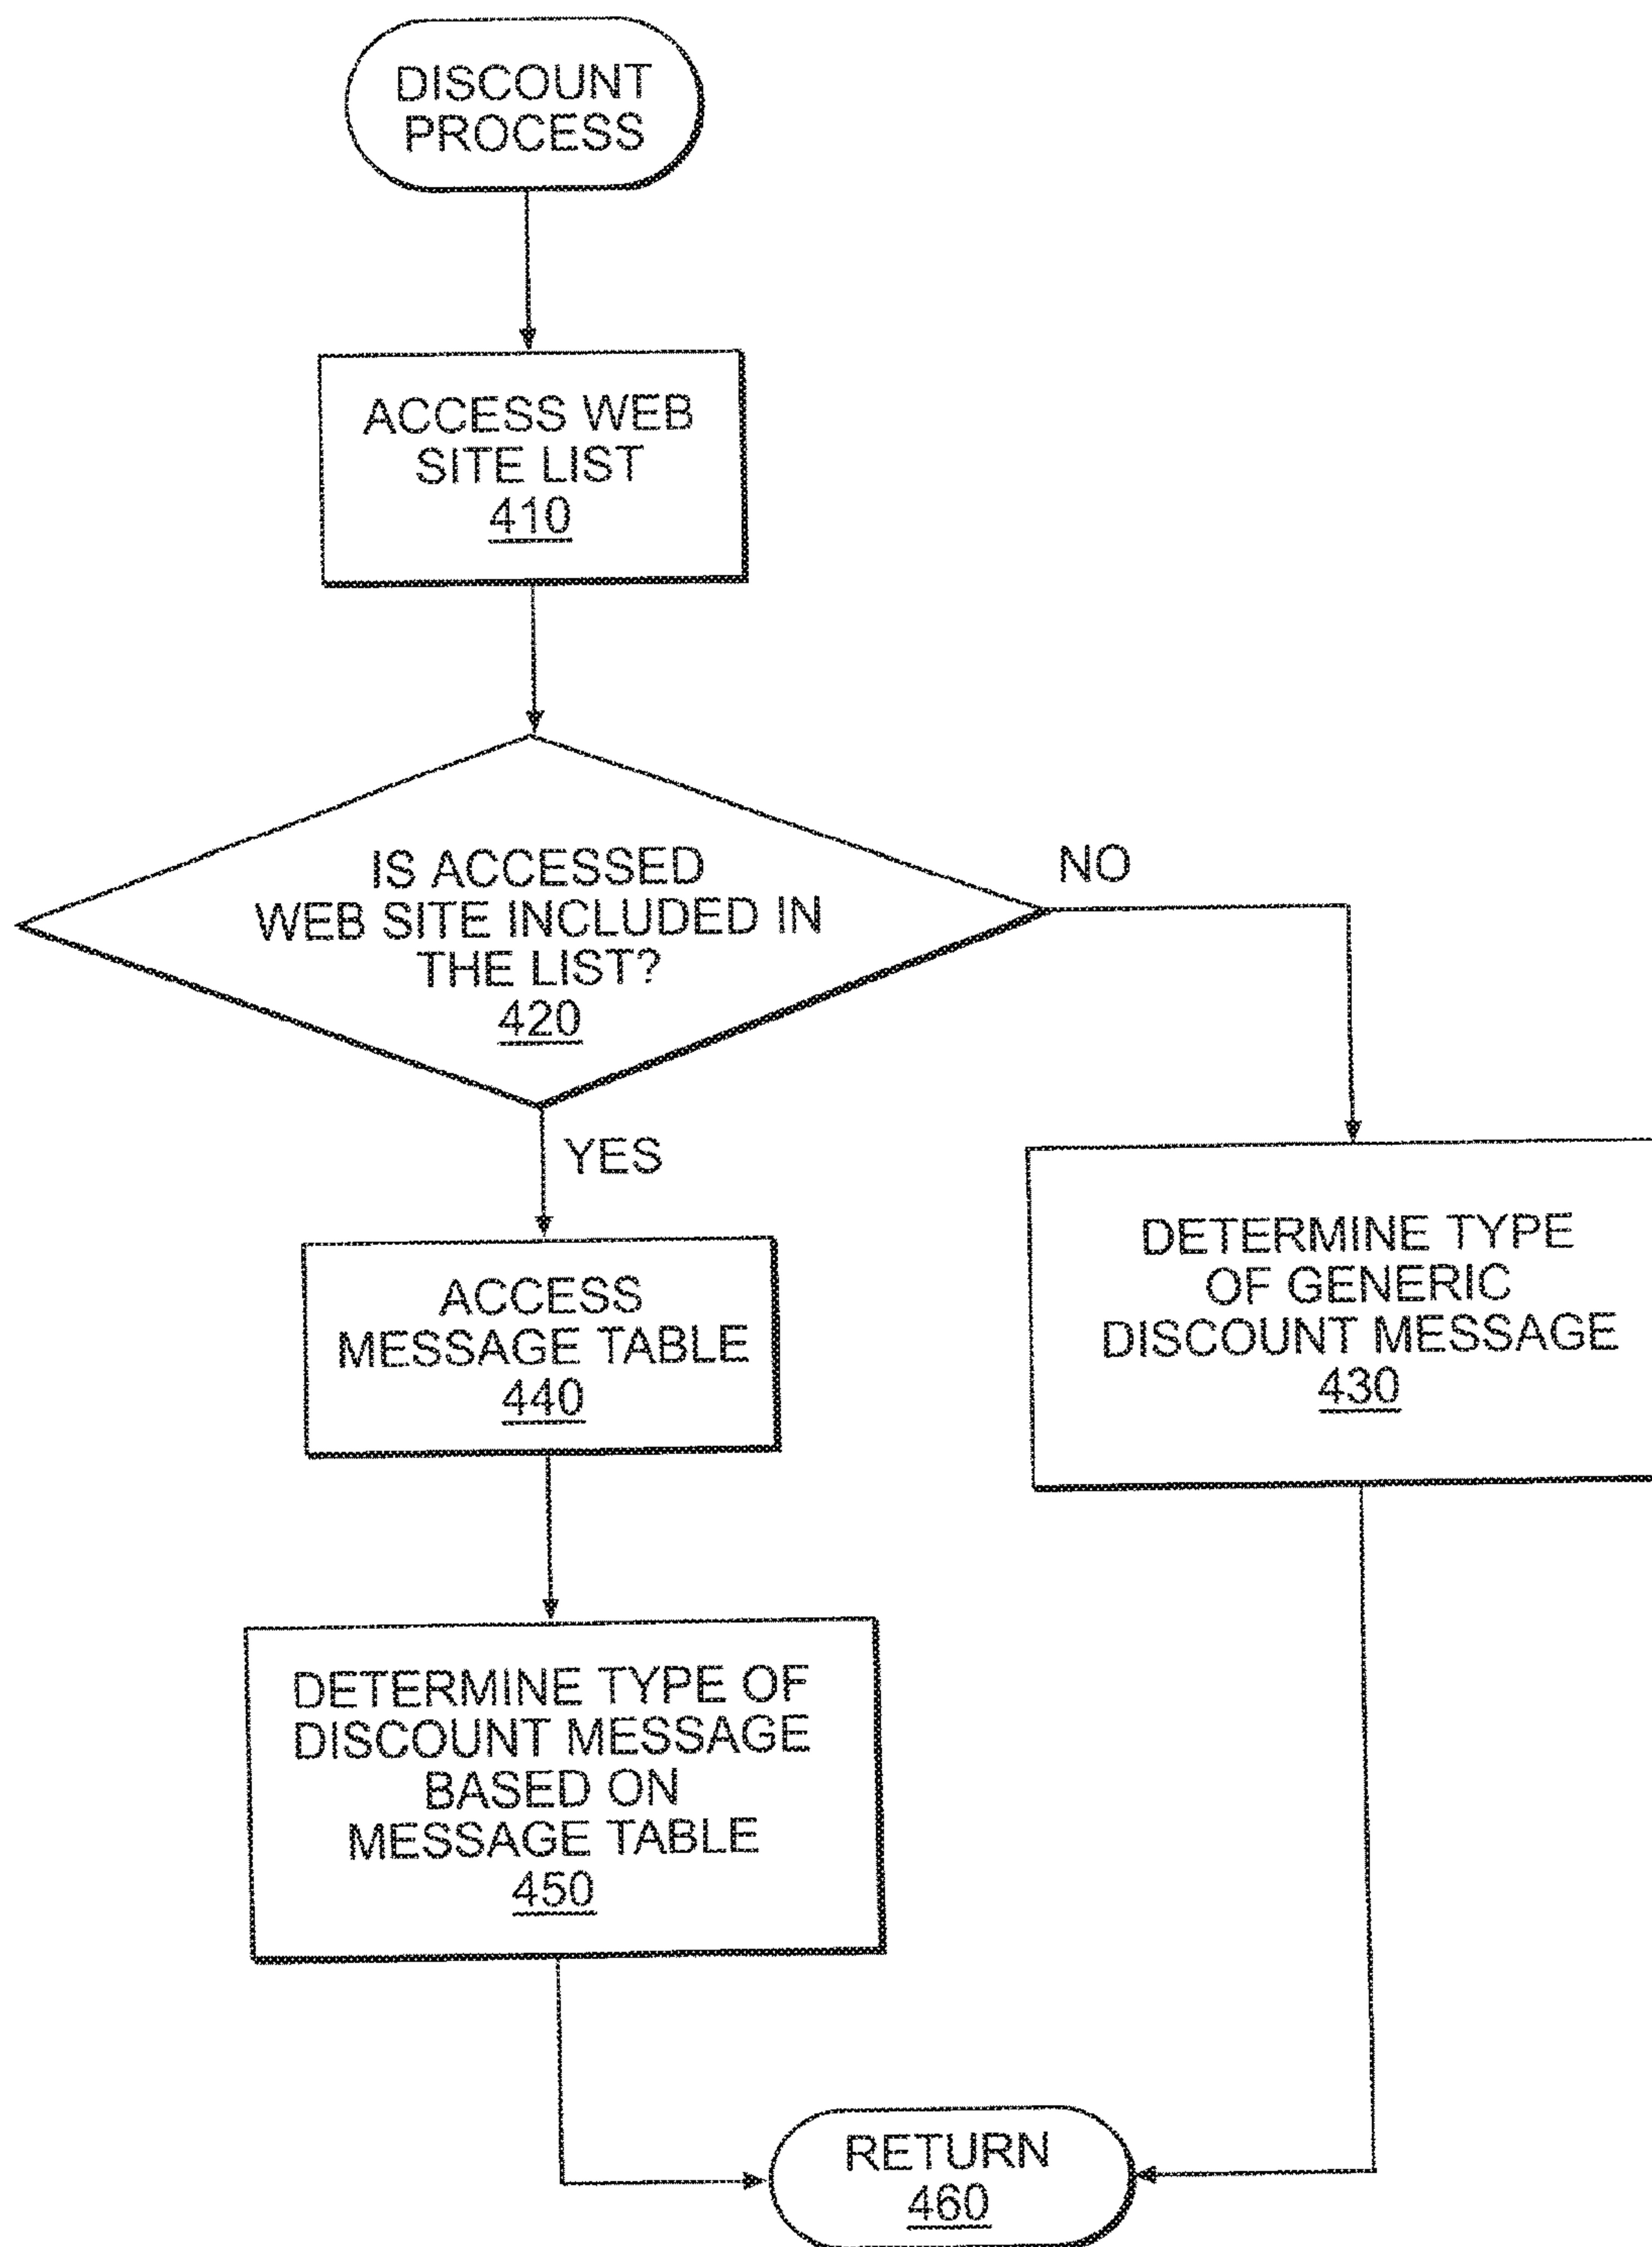 DISCOUNT
PROCESS
ACCESS WEB
SITE LIST
410
IS ACCESSED
WEB SITE INCLUDED IN
THE LIST?
420
NO
YES
ACCESS
MESSAGE TABLE
440
DETERMINE TYPE
OF GENERIC
DISCOUNT MESSAGE
430
DETERMINE TYPE OF
DISCOUNT MESSAGE
BASED ON
MESSAGE TABLE
450
RETURN
460